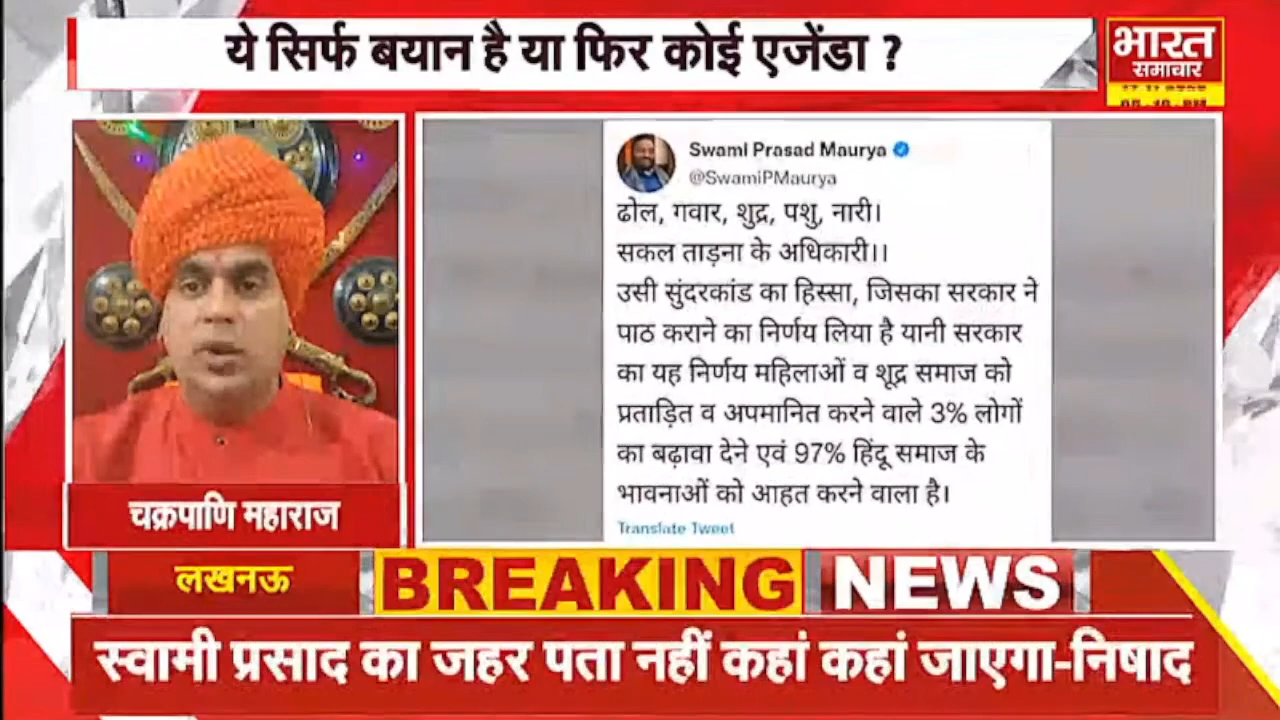 ये सिर्फ बयान है या फिर कोई एजेंडा ?
भारत
समाचार
Swami Prasad Maurya
@SwamiPMaurya
ढोल, गवार, शुद्र, पशु, नारी।
सकल ताड़ना के अधिकारी।।
उसी सुंदरकांड का हिस्सा, जिसका सरकार ने
पाठ कराने का निर्णय लिया है यानी सरकार
का यह निर्णय महिलाओं व शूद्र समाज को
प्रताड़ित व अपमानित करने वाले 3% लोगों
का बढ़ावा देने एवं 97% हिंदू समाज के
भावनाओं को आहत करने वाला है।
Translate Tweet
चक्रपाणि महाराज
लखनऊ
BREAKING NEWS
स्वामी प्रसाद का जहर पता नहीं कहां कहां जाएगा-निषाद